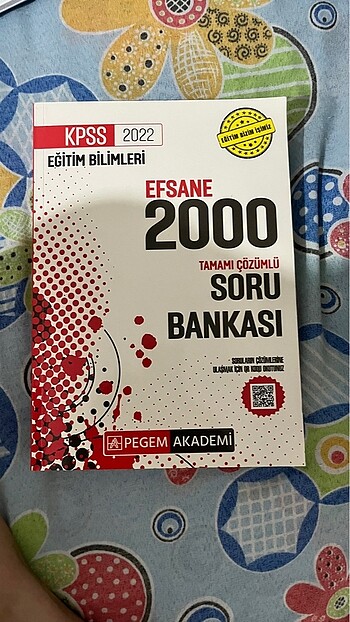 KPSS 2022
EĞİTİM BİLİMLERİ
EĞİTİM BİZİM İŞİMİZ
EFSANE
2000
TAMAMI ÇÖZÜMLÜ
SORU
BANKASI
SORULARIN ÇÖZÜMLERİNE
ULAŞMAK İÇİN QR KODU OKUTUNUZ
PEGEM AKADEMİ